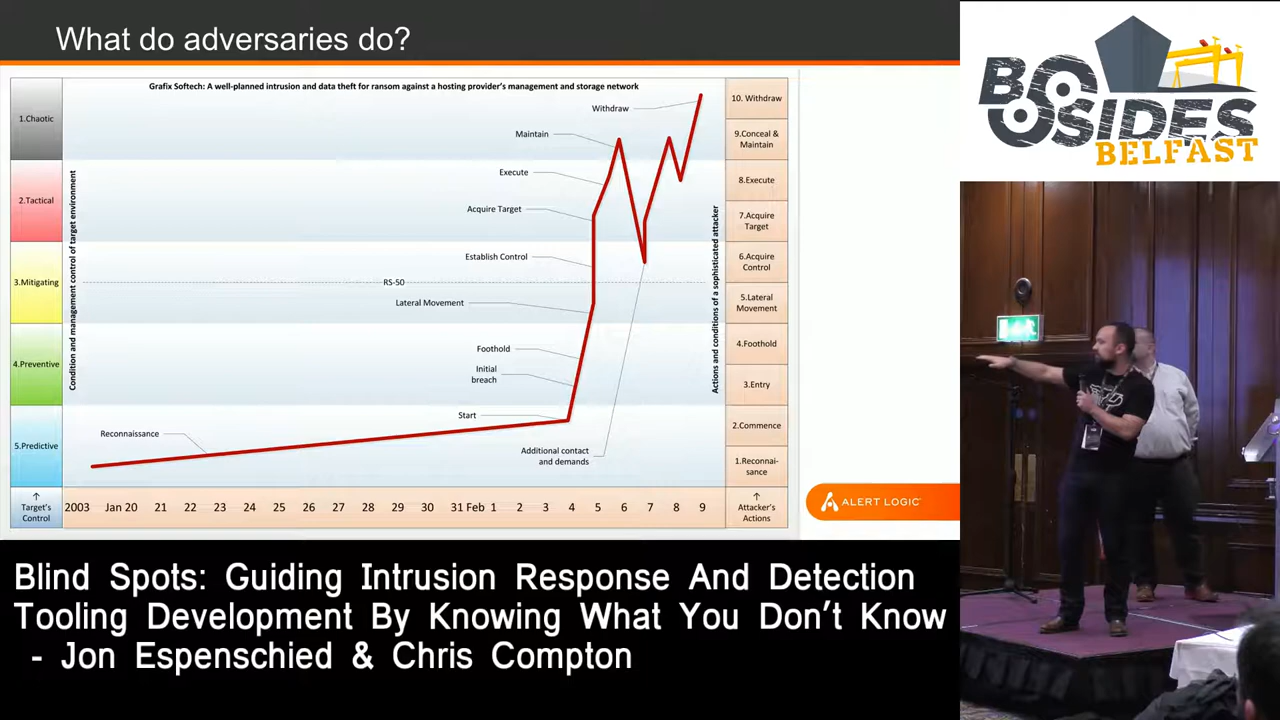 What do adversaries do?
Grafix Softech: A well-planned intrusion and data theft for ransom against a hosting provider's management and storage network
1.Chaotic
2.Tactical
3.Mitigating
4.Preventive
5.Predictive
↑
Target's
Control
Condition and management control of target environment
Withdraw
Maintain
Execute
Acquire Target
Establish Control
RS-50
Lateral Movement
Foothold
Initial
breach
Start
Reconnaissance
Additional contact
and demands
Actions and conditions of a sophisticated attacker
10. Withdraw
9.Conceal &
Maintain
8.Execute
7.Acquire
Target
6.Acquire
Control
5.Lateral
Movement
4.Foothold
3.Entry
2.Commence
1.Reconnai-
sance
↑
Attacker's
Actions
2003 Jan 20 21 22 23 24 25 26 27 28 29 30 31 Feb 1 2 3 4 5 6 7 8 9
ALERT LOGIC
BSIDES
BELFAST
Blind Spots: Guiding Intrusion Response And Detection
Tooling Development By Knowing What You Don't Know
- Jon Espenschied & Chris Compton